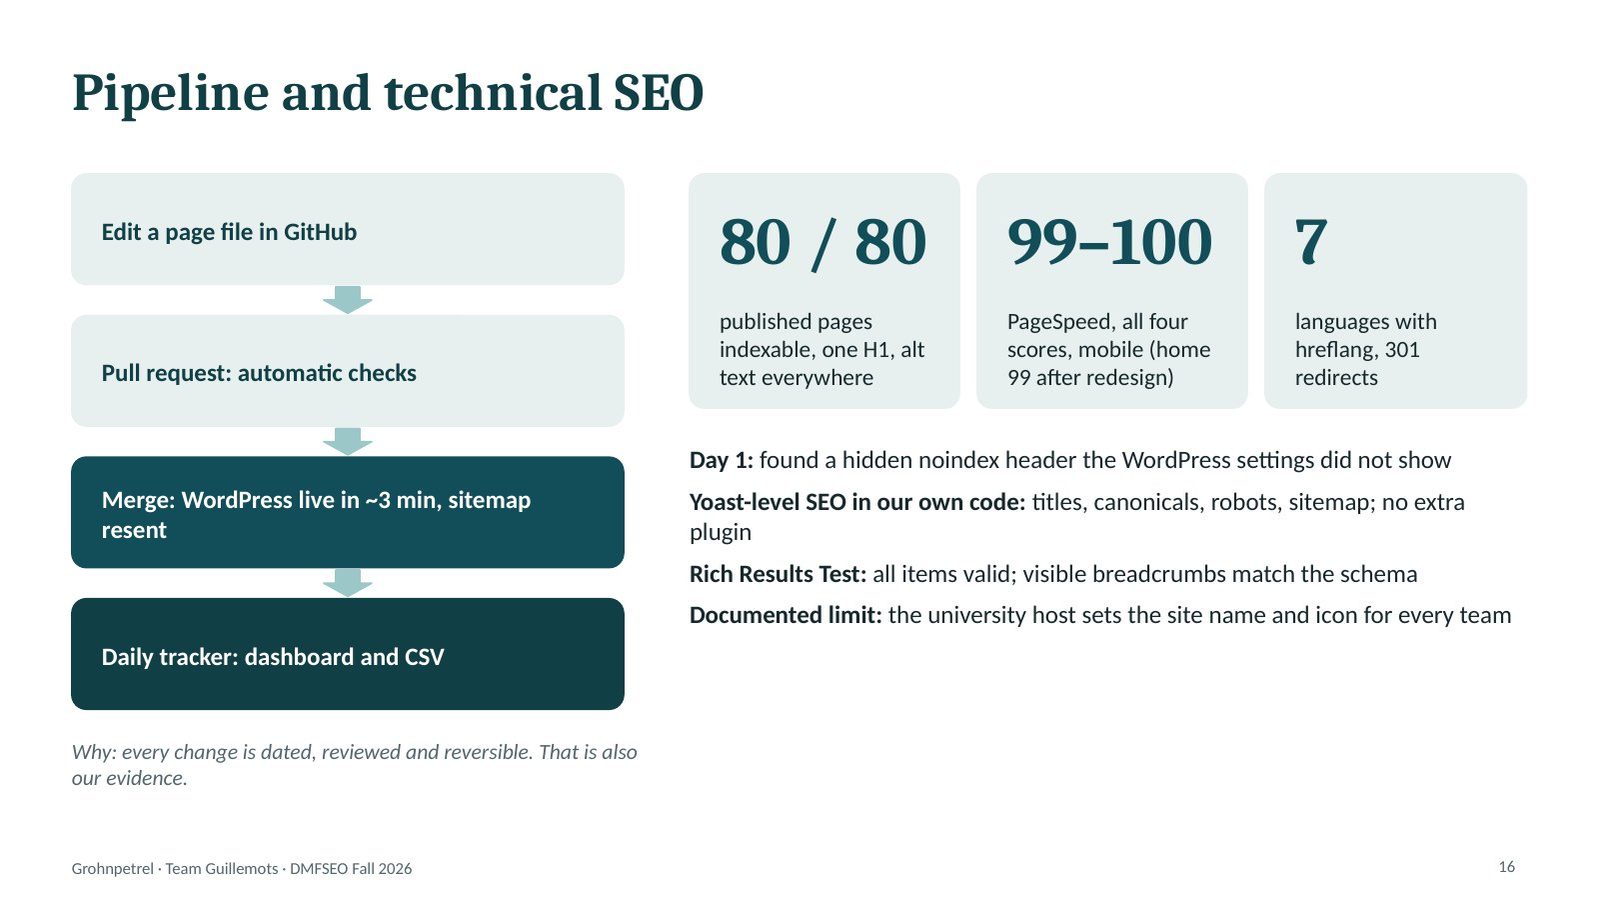 Pipeline and technical SEO
Edit a page file in GitHub
Pull request: automatic checks
Merge: WordPress live in ~3 min, sitemap
resent
Daily tracker: dashboard and CSV
Why: every change is dated, reviewed and reversible. That is also
our evidence.
80 / 80
published pages
indexable, one H1, alt
text everywhere
99–100
PageSpeed, all four
scores, mobile (home
99 after redesign)
7
languages with
hreflang, 301
redirects
Day 1: found a hidden noindex header the WordPress settings did not show
Yoast-level SEO in our own code: titles, canonicals, robots, sitemap; no extra
plugin
Rich Results Test: all items valid; visible breadcrumbs match the schema
Documented limit: the university host sets the site name and icon for every team
Grohnpetrel · Team Guillemots · DMFSEO Fall 2026
16